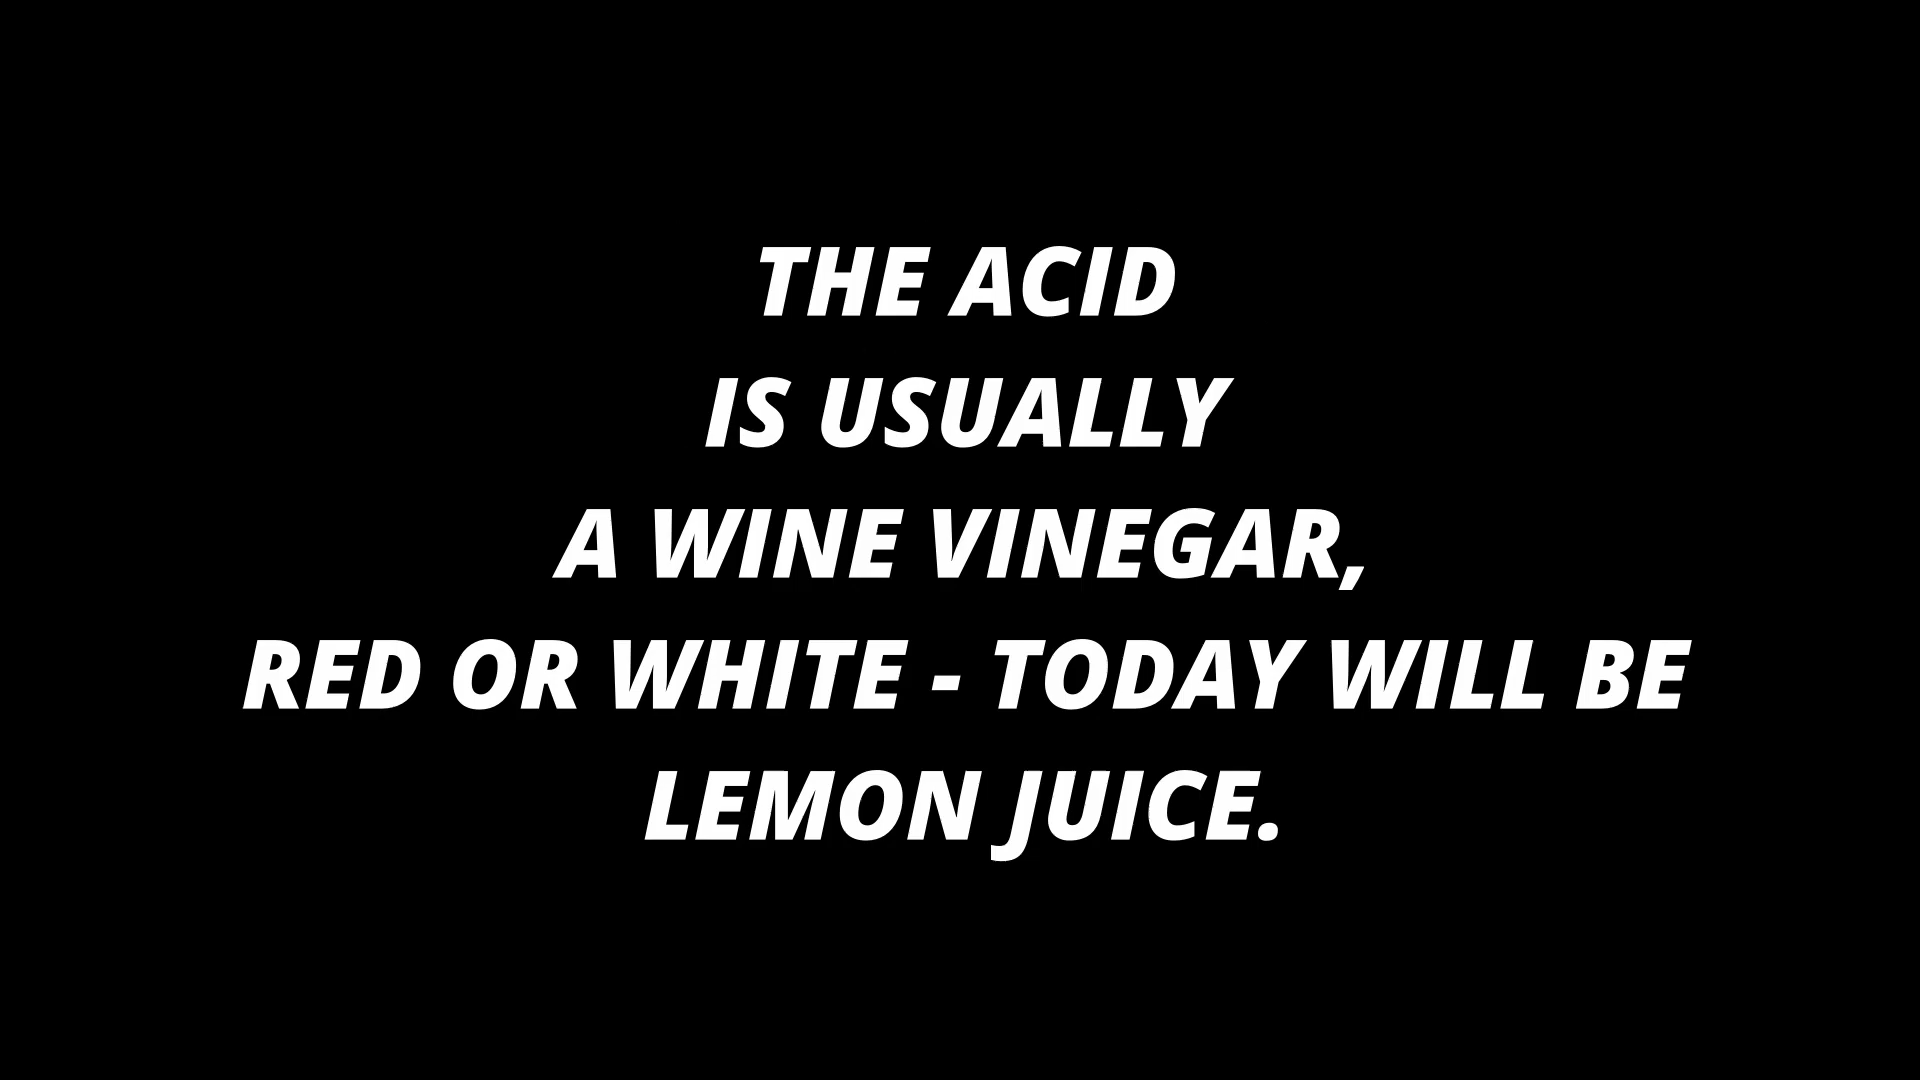 THE ACID
IS USUALLY
A WINE VINEGAR,
RED OR WHITE - TODAY WILL BE
LEMON JUICE.